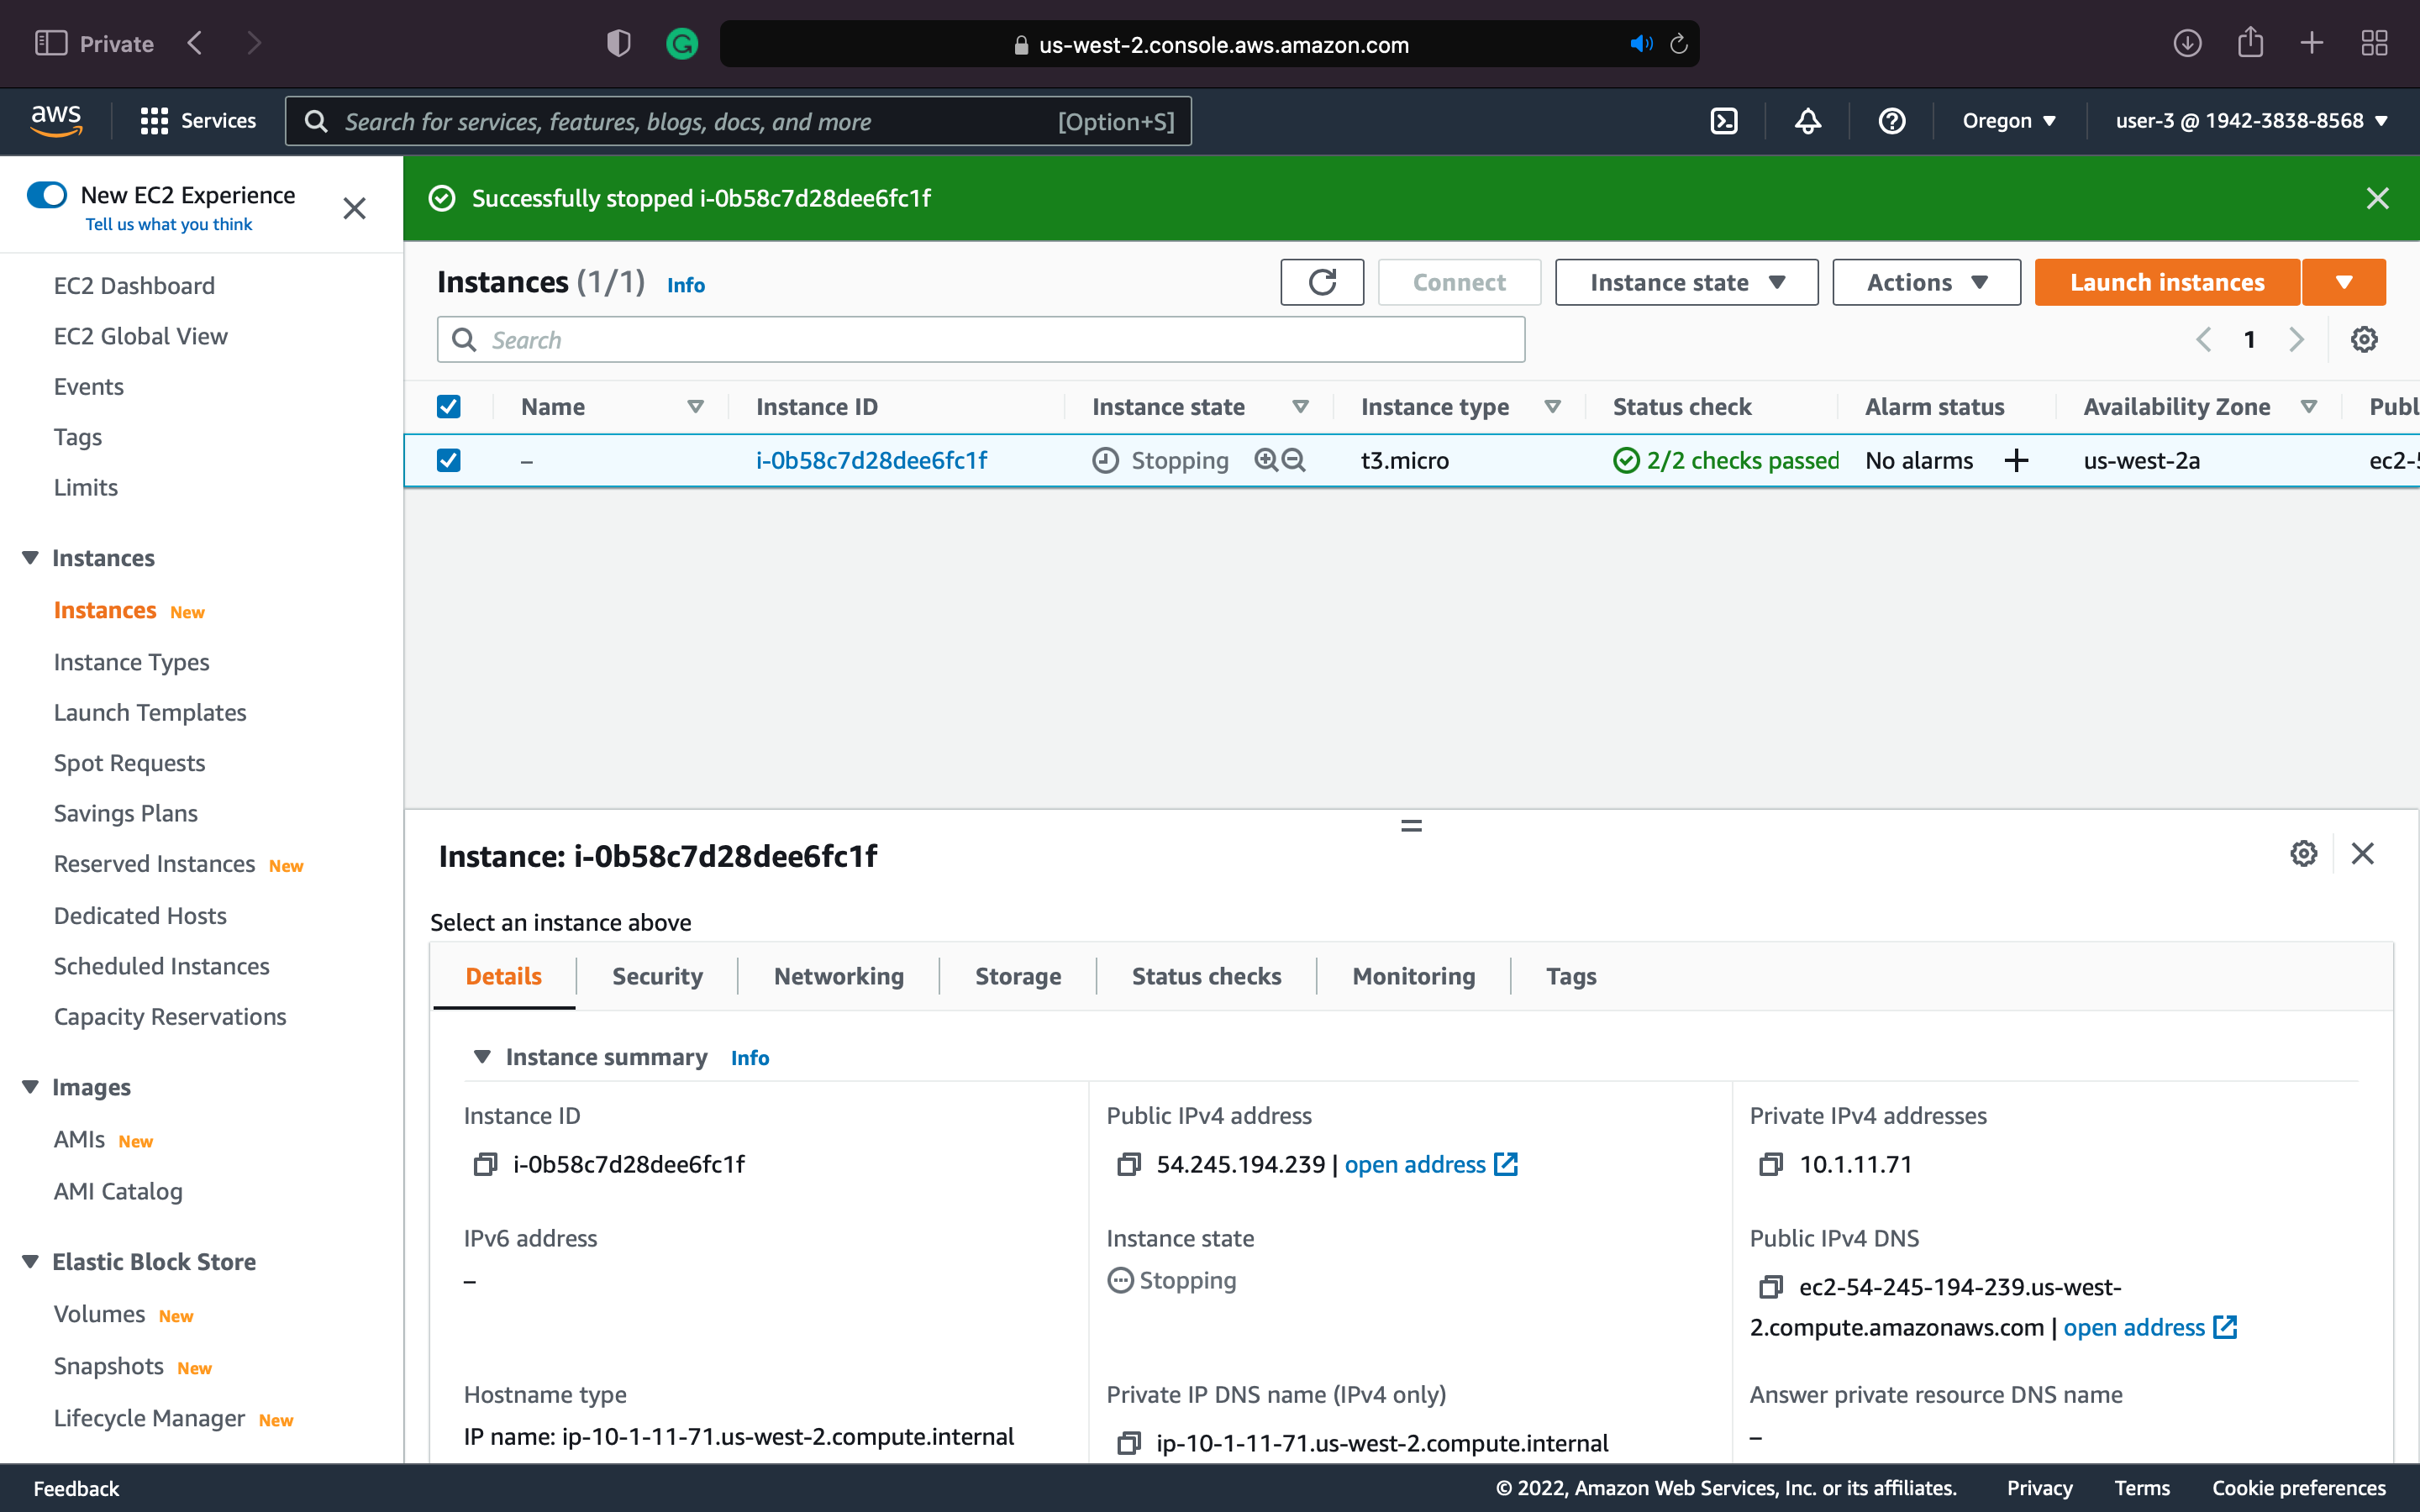 Private
us-west-2.console.aws.amazon.com
aws
Services
Search for services, features, blogs, docs, and more
[Option+S]
Oregon
user-3 @ 1942-3838-8568
New EC2 Experience
Tell us what you think
EC2 Dashboard
EC2 Global View
Events
Tags
Limits
Instances
Instances New
Instance Types
Launch Templates
Spot Requests
Savings Plans
Reserved Instances New
Dedicated Hosts
Scheduled Instances
Capacity Reservations
Images
AMIs New
AMI Catalog
Elastic Block Store
Volumes New
Snapshots New
Lifecycle Manager New
Successfully stopped i-0b58c7d28dee6fc1f
Instances (1/1) Info
Connect
Instance state
Actions
Launch instances
Search
1
Name Instance ID Instance state Instance type Status check Alarm status Availability Zone Publ
– i-0b58c7d28dee6fc1f Stopping t3.micro 2/2 checks passed No alarms + us-west-2a ec2-5
Instance: i-0b58c7d28dee6fc1f
Select an instance above
Details Security Networking Storage Status checks Monitoring Tags
Instance summary Info
Instance ID
i-0b58c7d28dee6fc1f
Public IPv4 address
54.245.194.239 | open address
Private IPv4 addresses
10.1.11.71
IPv6 address
–
Instance state
Stopping
Public IPv4 DNS
ec2-54-245-194-239.us-west-
2.compute.amazonaws.com | open address
Hostname type
IP name: ip-10-1-11-71.us-west-2.compute.internal
Private IP DNS name (IPv4 only)
ip-10-1-11-71.us-west-2.compute.internal
Answer private resource DNS name
–
Feedback
© 2022, Amazon Web Services, Inc. or its affiliates.
Privacy
Terms
Cookie preferences